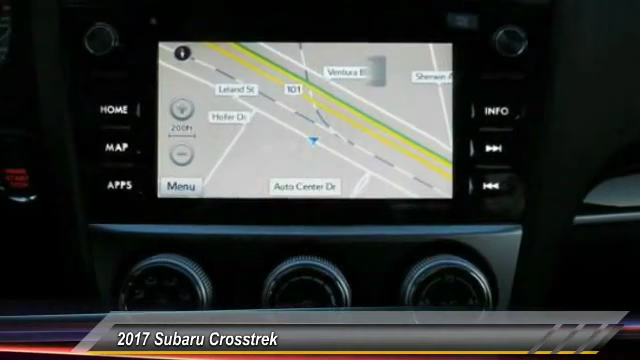 Ventura Bl
Sherwin A
Leland St
101
HOME
INFO
Hofer Dr
200ft
MAP
APPS
Menu
Auto Center Dr
2017 Subaru Crosstrek